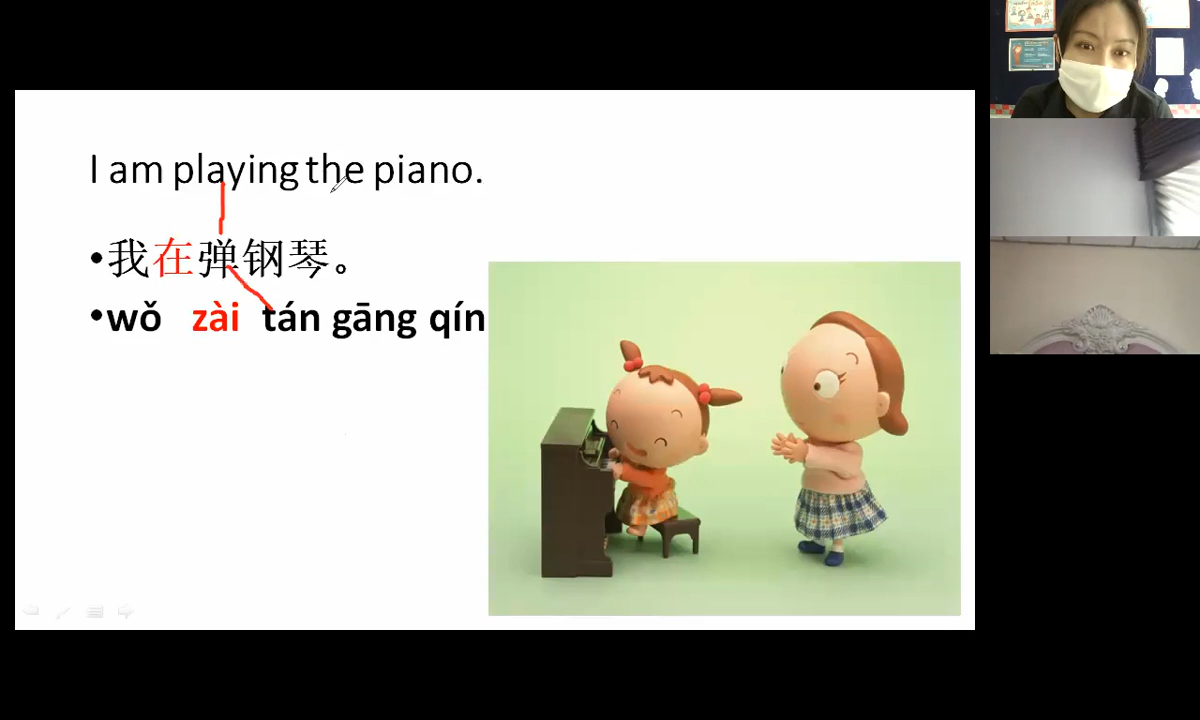 I am playing the piano.
•我在弹钢琴。
•wǒ zài tán gāng qín